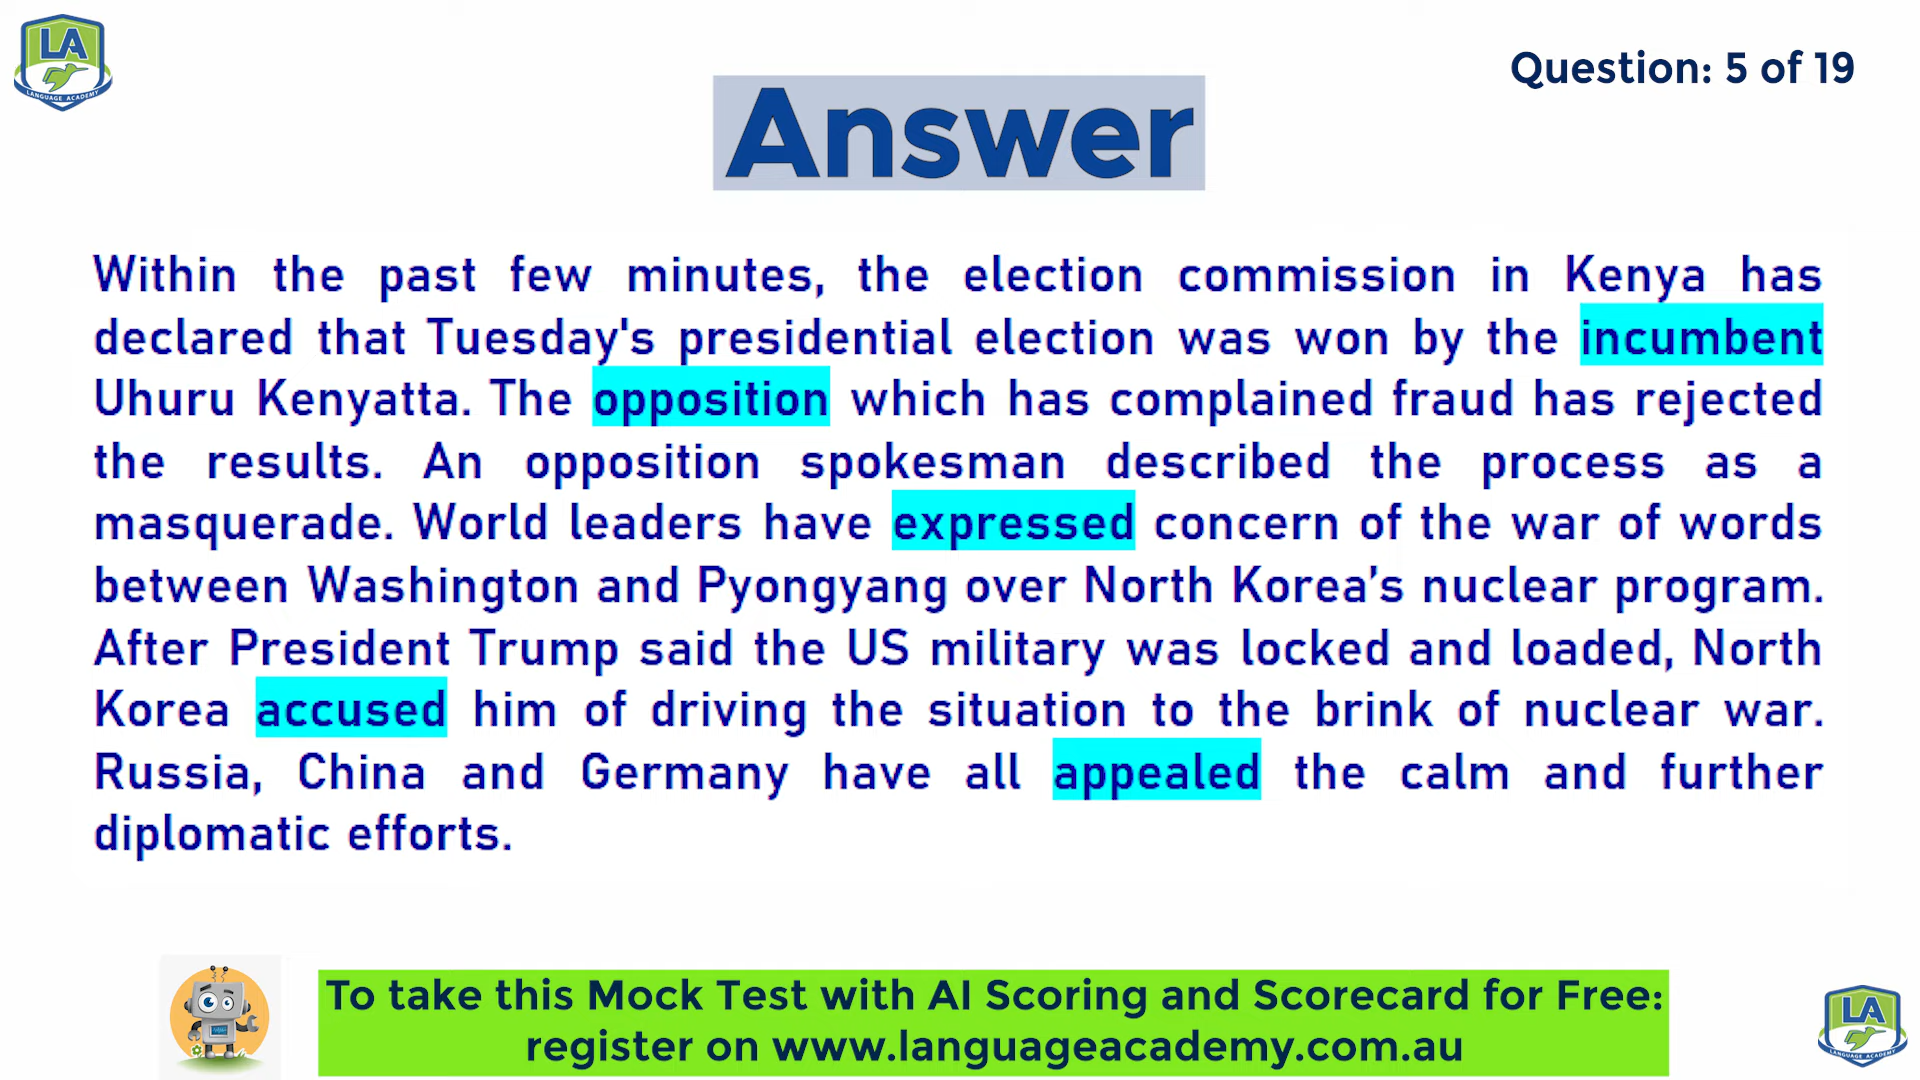 LA
LANGUAGE ACADEMY
Question: 5 of 19
Answer
Within the past few minutes, the election commission in Kenya has
declared that Tuesday's presidential election was won by the incumbent
Uhuru Kenyatta. The opposition which has complained fraud has rejected
the results. An opposition spokesman described the process as a
masquerade. World leaders have expressed concern of the war of words
between Washington and Pyongyang over North Korea’s nuclear program.
After President Trump said the US military was locked and loaded, North
Korea accused him of driving the situation to the brink of nuclear war.
Russia, China and Germany have all appealed the calm and further
diplomatic efforts.
To take this Mock Test with AI Scoring and Scorecard for Free:
register on www.languageacademy.com.au
LA
LANGUAGE ACADEMY